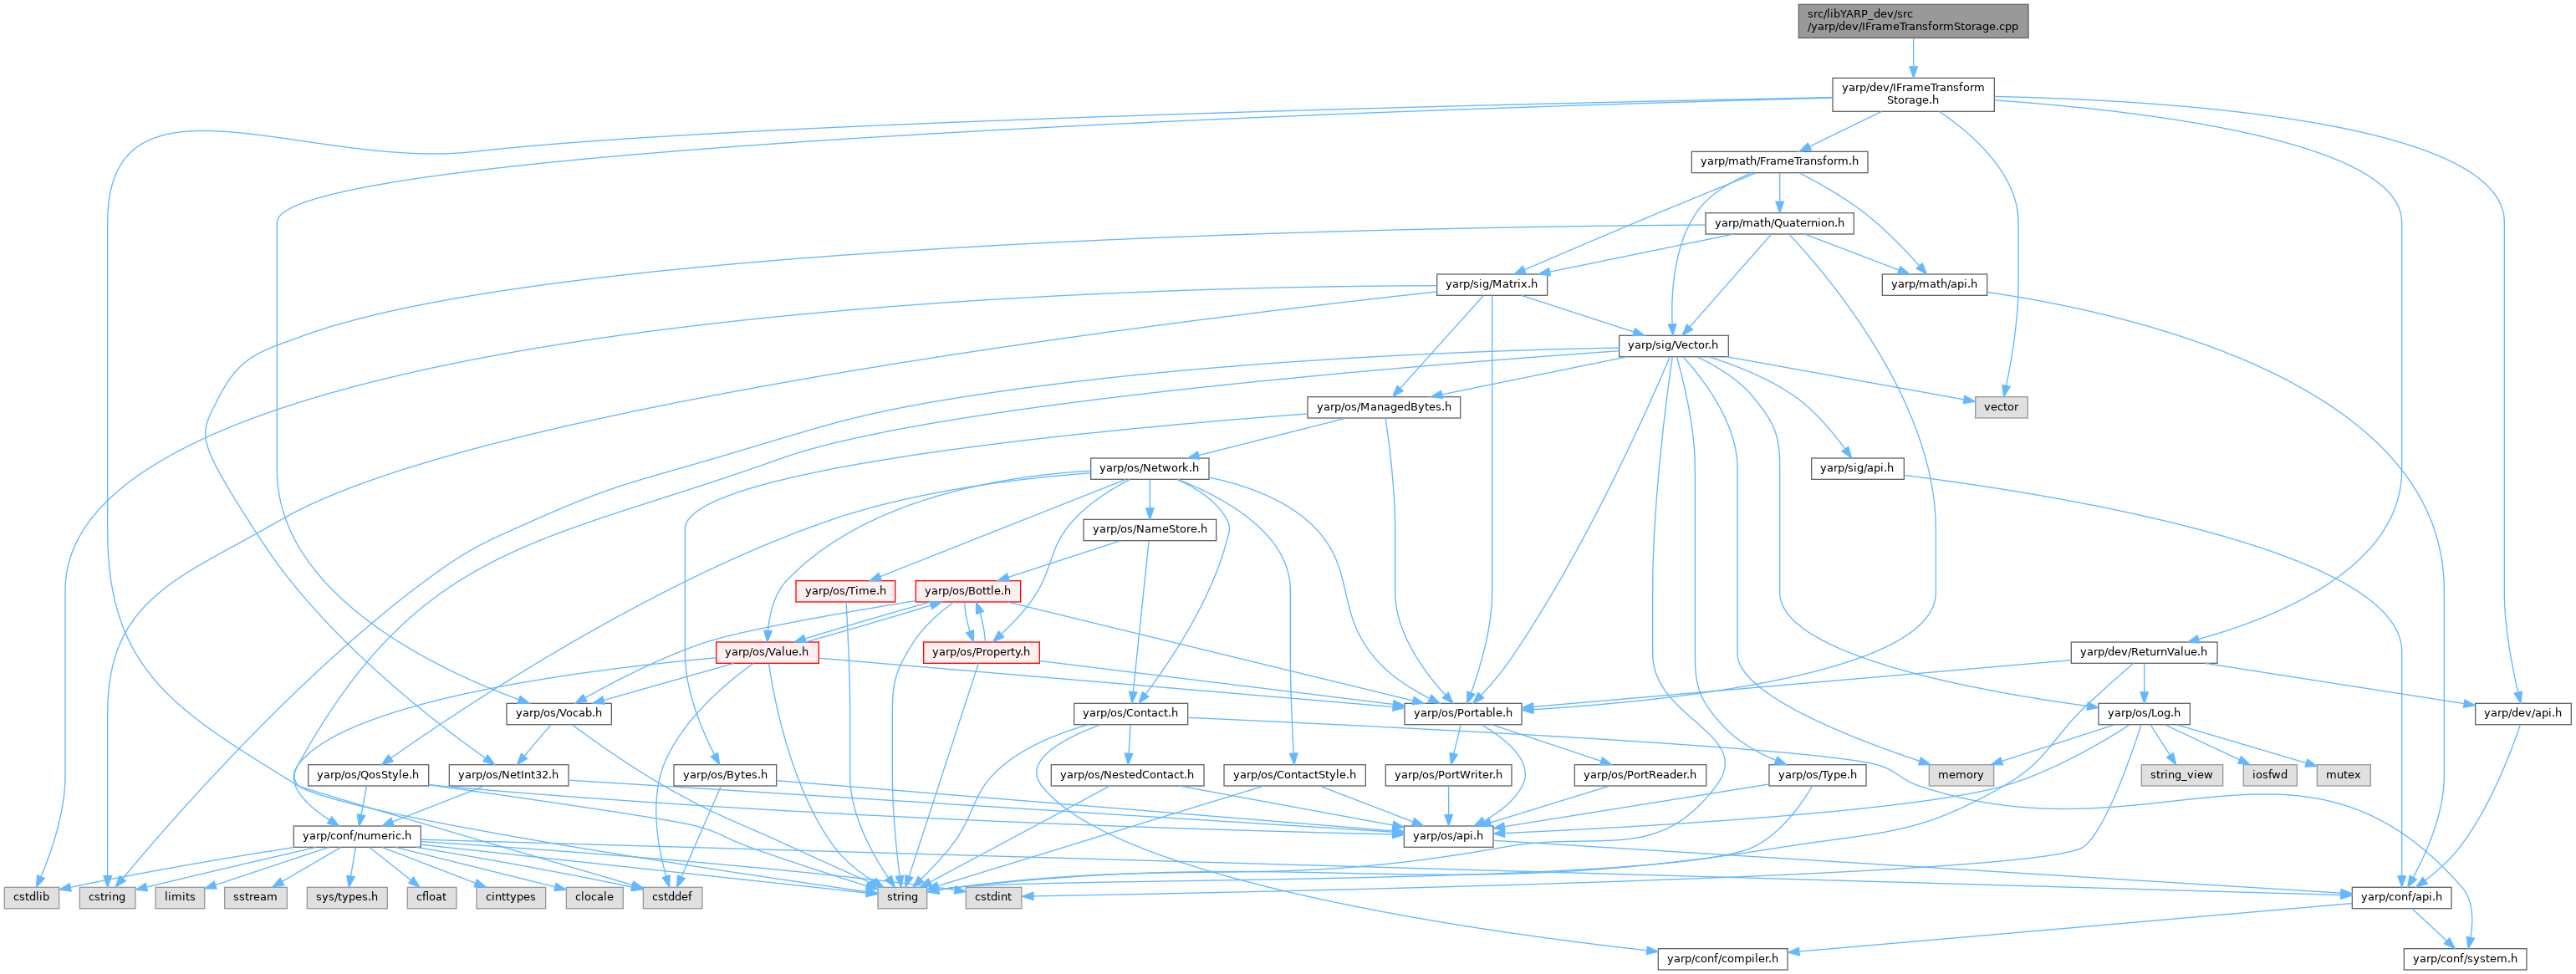 src/libYARP_dev/src
/yarp/dev/IFrameTransformStorage.cpp
yarp/dev/IFrameTransform
Storage.h
yarp/math/FrameTransform.h
yarp/math/Quaternion.h
yarp/sig/Matrix.h
yarp/math/api.h
yarp/sig/Vector.h
yarp/os/ManagedBytes.h
vector
yarp/os/Network.h
yarp/sig/api.h
yarp/os/NameStore.h
yarp/os/Time.h
yarp/os/Bottle.h
yarp/os/Value.h
yarp/os/Property.h
yarp/dev/ReturnValue.h
yarp/os/Vocab.h
yarp/os/Contact.h
yarp/os/Portable.h
yarp/os/Log.h
yarp/dev/api.h
yarp/os/QosStyle.h
yarp/os/NetInt32.h
yarp/os/Bytes.h
yarp/os/NestedContact.h
yarp/os/ContactStyle.h
yarp/os/PortWriter.h
yarp/os/PortReader.h
yarp/os/Type.h
memory
string_view
iosfwd
mutex
yarp/conf/numeric.h
yarp/os/api.h
cstdlib
cstring
limits
sstream
sys/types.h
cfloat
cinttypes
clocale
cstddef
string
cstdint
yarp/conf/api.h
yarp/conf/compiler.h
yarp/conf/system.h